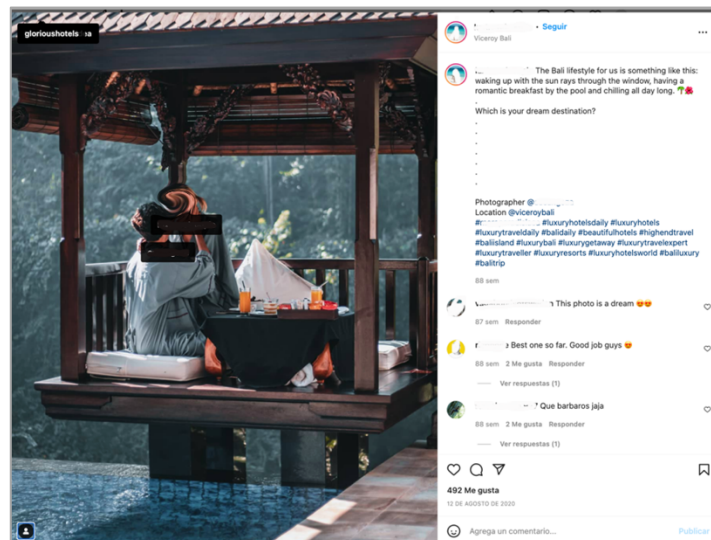 glorioushotels
• Seguir
Viceroy Bali
The Bali lifestyle for us is something like this:
waking up with the sun rays through the window, having a
romantic breakfast by the pool and chilling all day long. 🌴🌺
.
Which is your dream destination?
.
.
.
.
.
.
.
Photographer @
Location @viceroybali
#luxuryhotelsdaily #luxuryhotels
#luxurytraveldaily #balidaily #beautifulhotels #highendtravel
#baliisland #luxurybali #luxurygetaway #luxurytravelexpert
#luxurytraveller #luxuryresorts #luxuryhotelsworld #baliluxury
#balitrip
88 sem
This photo is a dream 😍😍
87 sem Responder
Best one so far. Good job guys 😍
88 sem 2 Me gusta Responder
Ver respuestas (1)
Que barbaros jaja
88 sem 2 Me gusta Responder
Ver respuestas (1)
492 Me gusta
12 DE AGOSTO DE 2020
Agrega un comentario...
Publicar